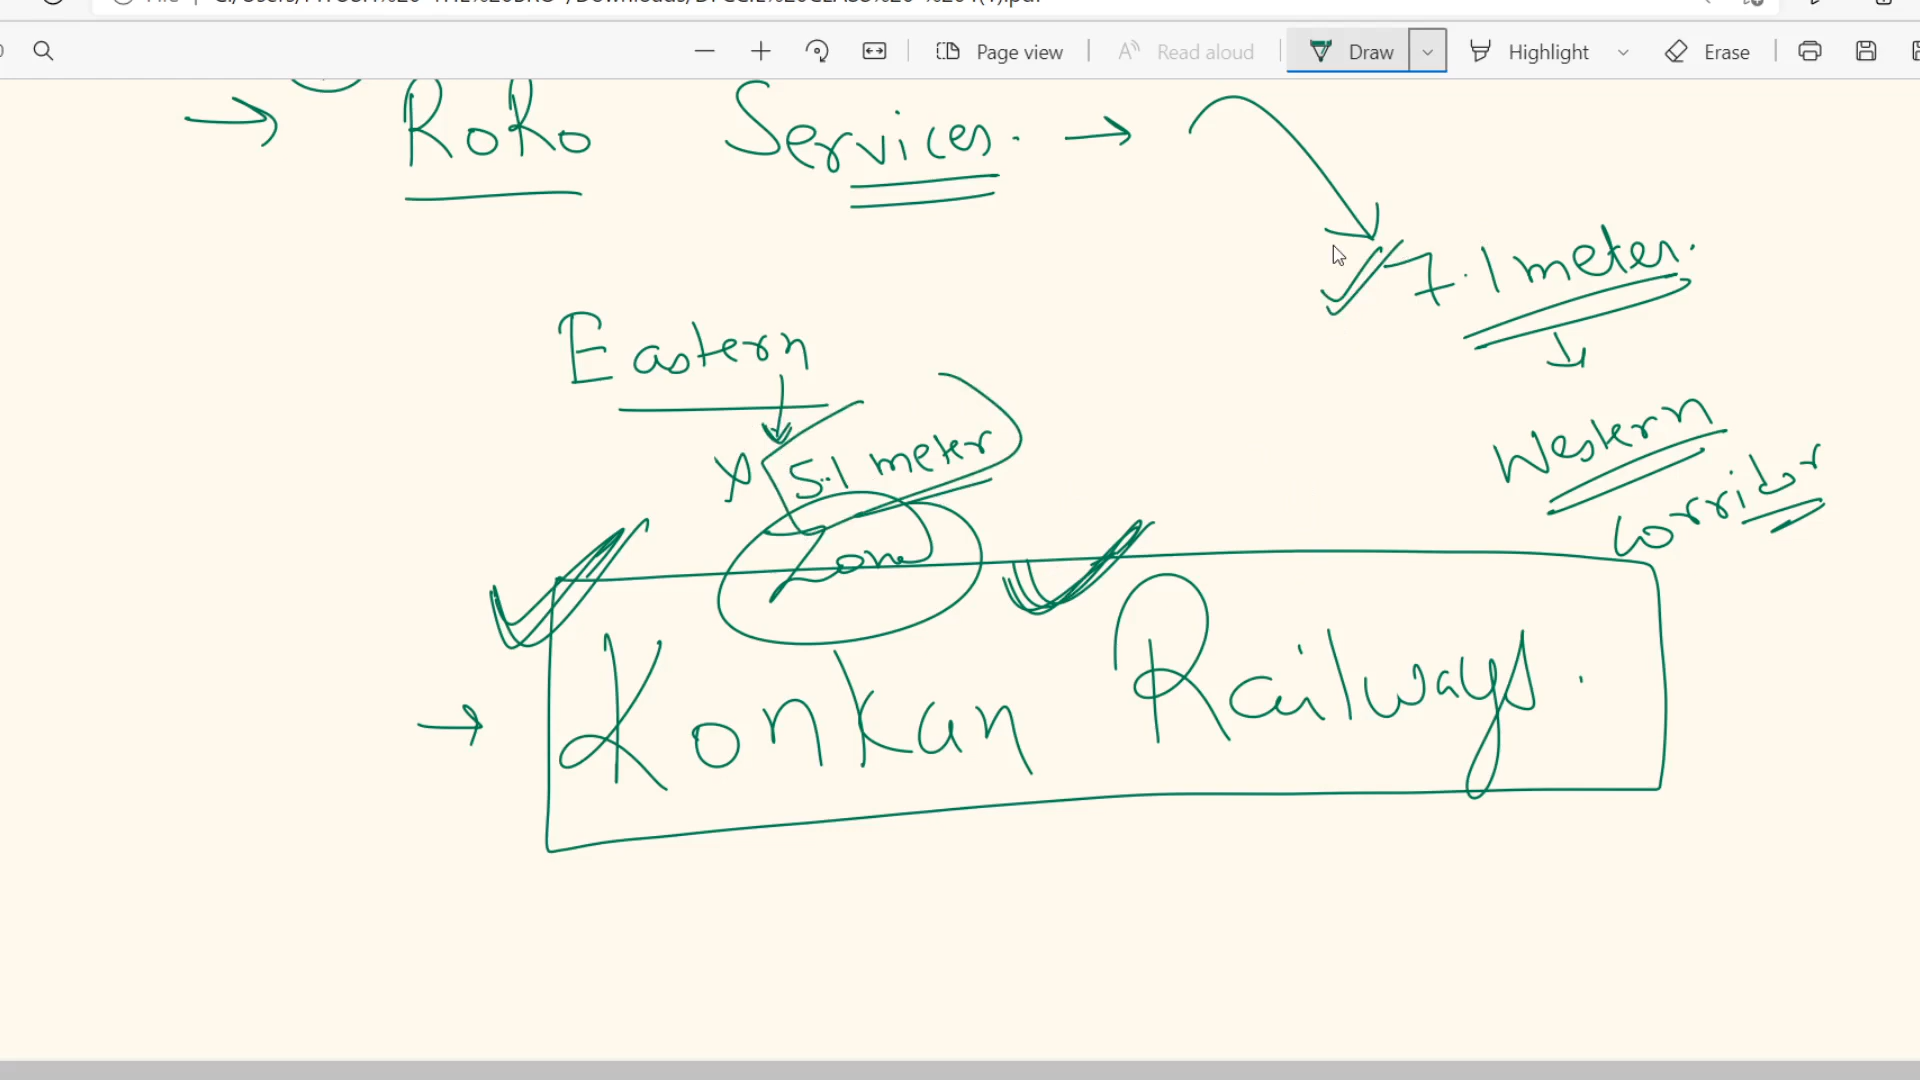 Page view Read aloud Draw Highlight Erase
→ RoRo Services. →
7.1 meter.
Eastern
X 5.1 meter
Western
Corridor
Zone
→ Konkan Railways.